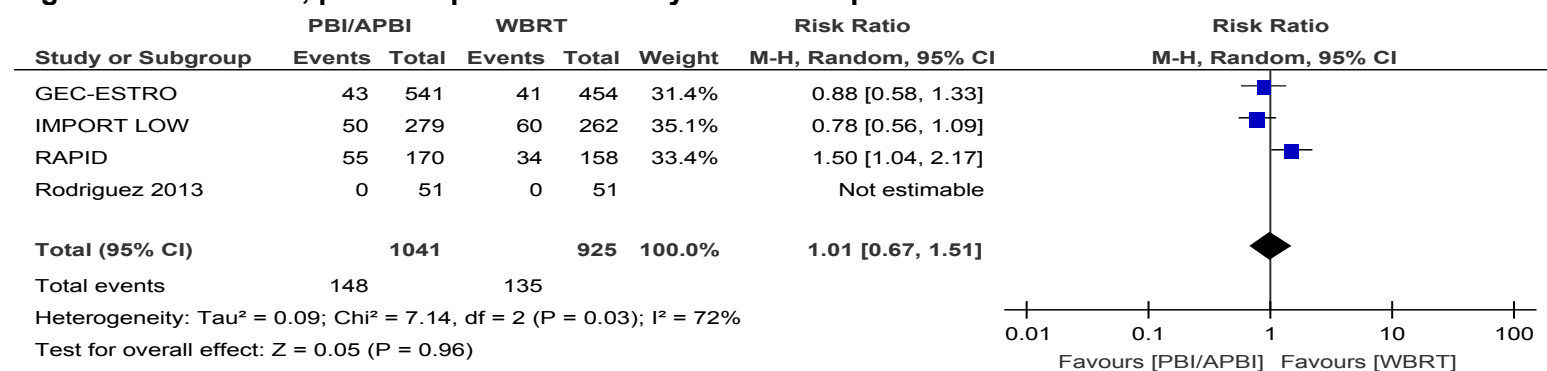 PBI/APBI WBRT Risk Ratio Risk Ratio
Study or Subgroup Events Total Events Total Weight M-H, Random, 95% CI M-H, Random, 95% CI
GEC-ESTRO 43 541 41 454 31.4% 0.88 [0.58, 1.33]
IMPORT LOW 50 279 60 262 35.1% 0.78 [0.56, 1.09]
RAPID 55 170 34 158 33.4% 1.50 [1.04, 2.17]
Rodriguez 2013 0 51 0 51 Not estimable
Total (95% CI) 1041 925 100.0% 1.01 [0.67, 1.51]
Total events 148 135
Heterogeneity: Tau² = 0.09; Chi² = 7.14, df = 2 (P = 0.03); I² = 72%
Test for overall effect: Z = 0.05 (P = 0.96)
0.01 0.1 1 10 100
Favours [PBI/APBI] Favours [WBRT]